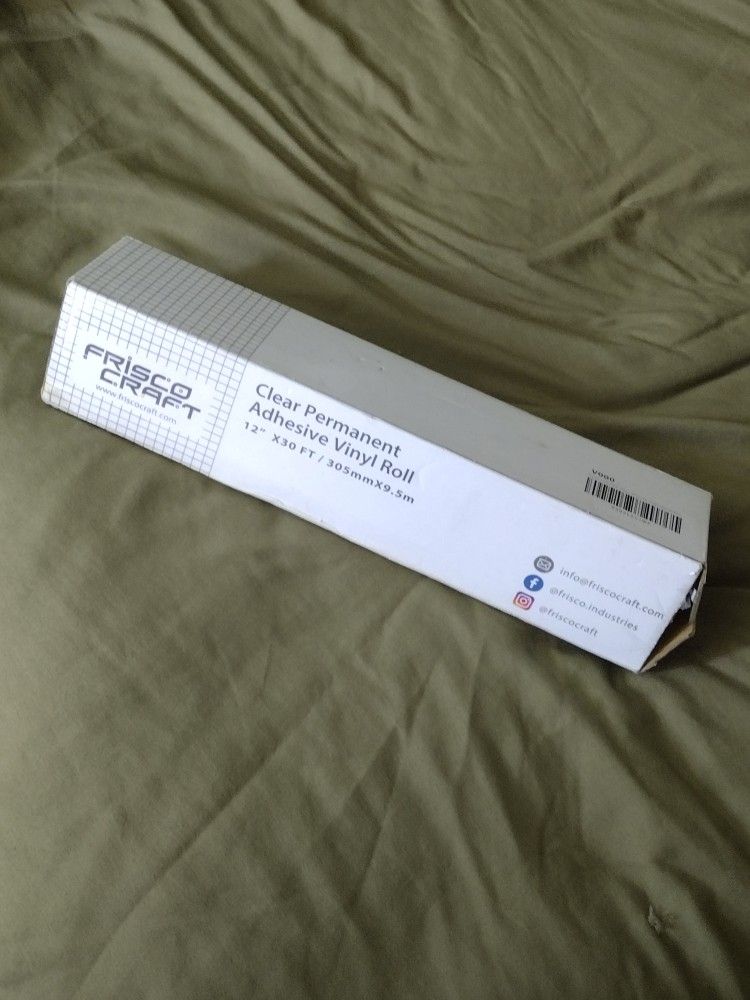 FRISCO
CRAFT
www.friscocraft.com
Clear Permanent
Adhesive Vinyl Roll
12" X30 FT / 305mmX9.5m
V000
info@friscocraft.com
@frisco.industries
@friscocraft